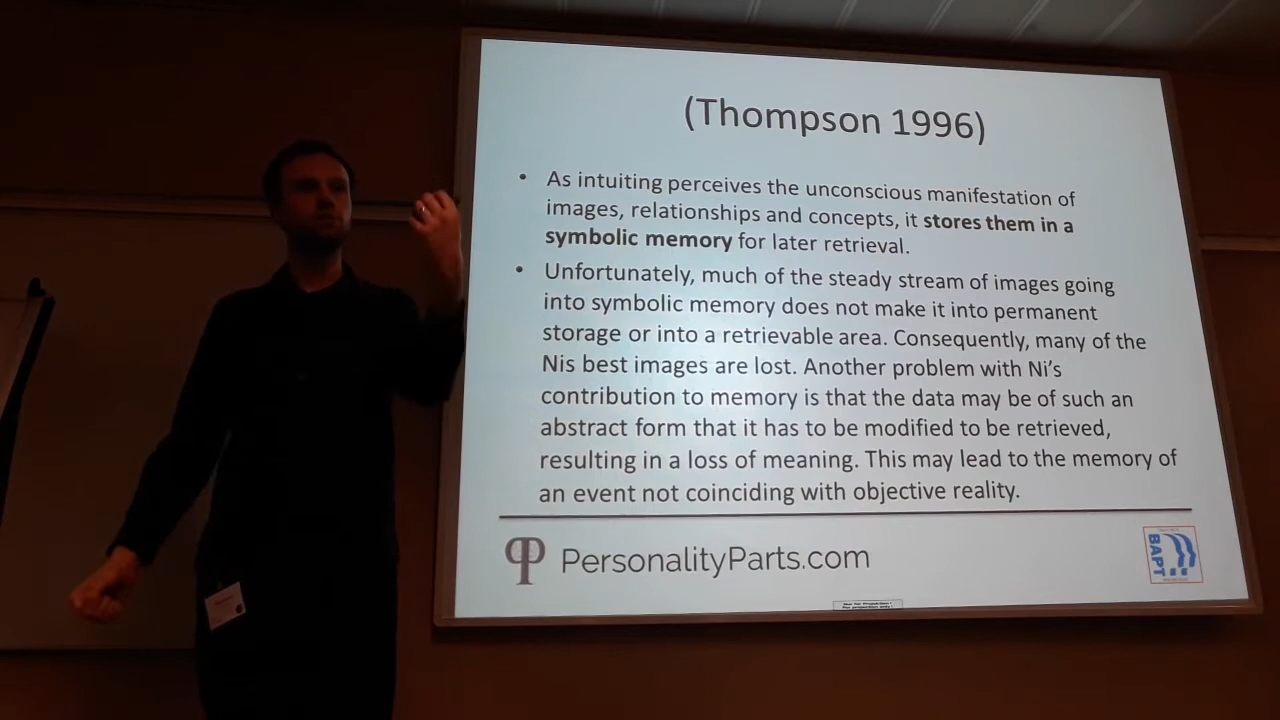 (Thompson 1996)
• As intuiting perceives the unconscious manifestation of
images, relationships and concepts, it stores them in a
symbolic memory for later retrieval.
• Unfortunately, much of the steady stream of images going
into symbolic memory does not make it into permanent
storage or into a retrievable area. Consequently, many of the
Nis best images are lost. Another problem with Ni's
contribution to memory is that the data may be of such an
abstract form that it has to be modified to be retrieved,
resulting in a loss of meaning. This may lead to the memory of
an event not coinciding with objective reality.
PersonalityParts.com
BAPT